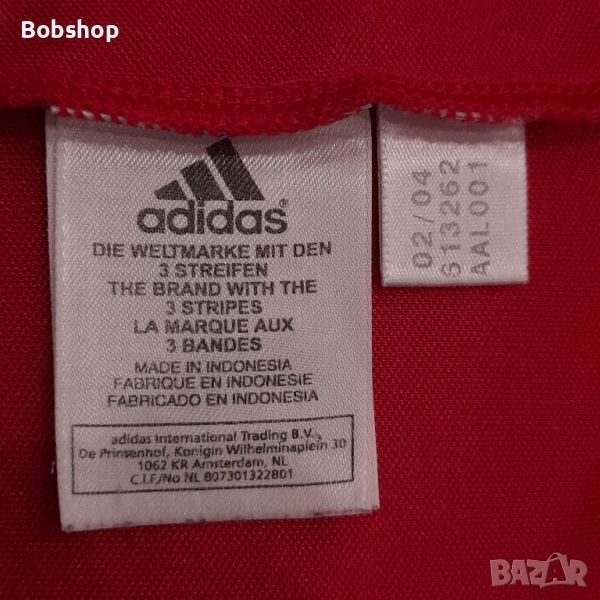 Bobshop
adidas
DIE WELTMARKE MIT DEN
3 STREIFEN
THE BRAND WITH THE
3 STRIPES
LA MARQUE AUX
3 BANDES
MADE IN INDONESIA
FABRIQUE EN INDONESIE
FABRICADO EN INDONESIA
adidas International Trading B.V.,
De Prinsenhof, Konigin Wilhelminaplein 30
1062 KR Amsterdam, NL
C.I.F./No NL 807301322B01
02/04
613262
AAL001
BAZAR